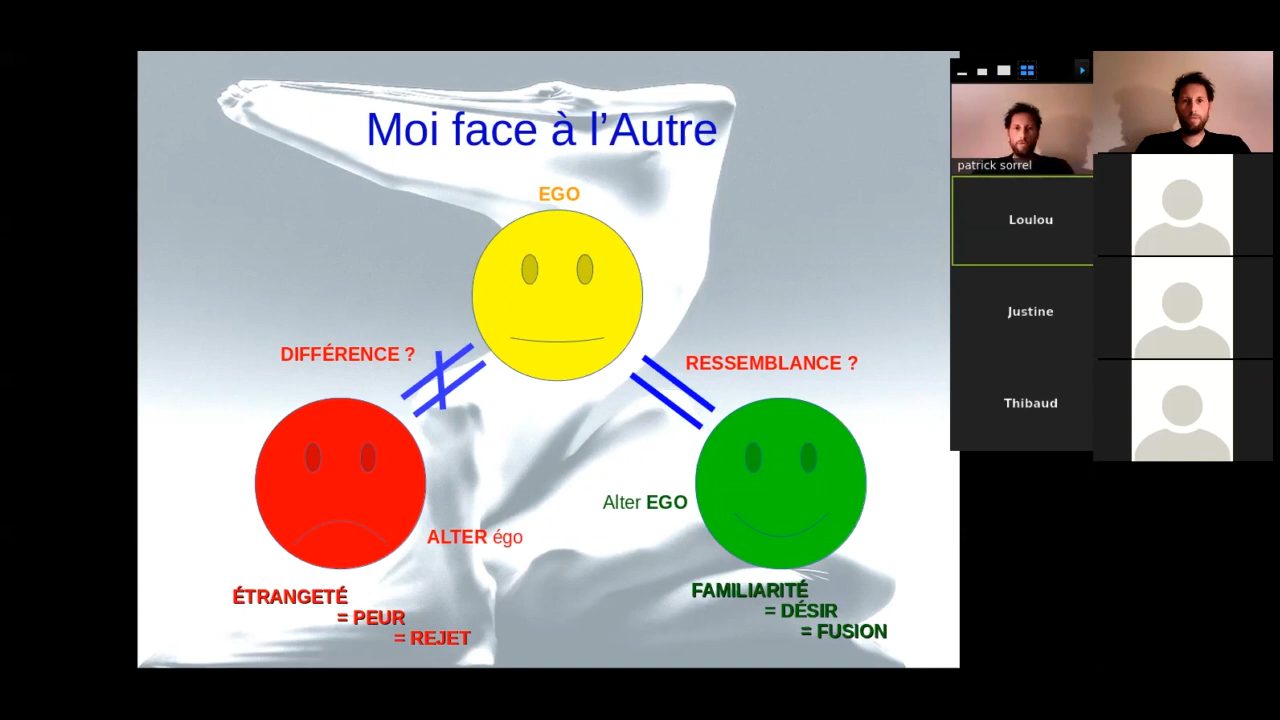 Moi face à l’Autre
EGO
DIFFÉRENCE ?
RESSEMBLANCE ?
Alter EGO
ALTER égo
ÉTRANGETÉ
= PEUR
= REJET
FAMILIARITÉ
= DÉSIR
= FUSION
patrick sorrel
Loulou
Justine
Thibaud